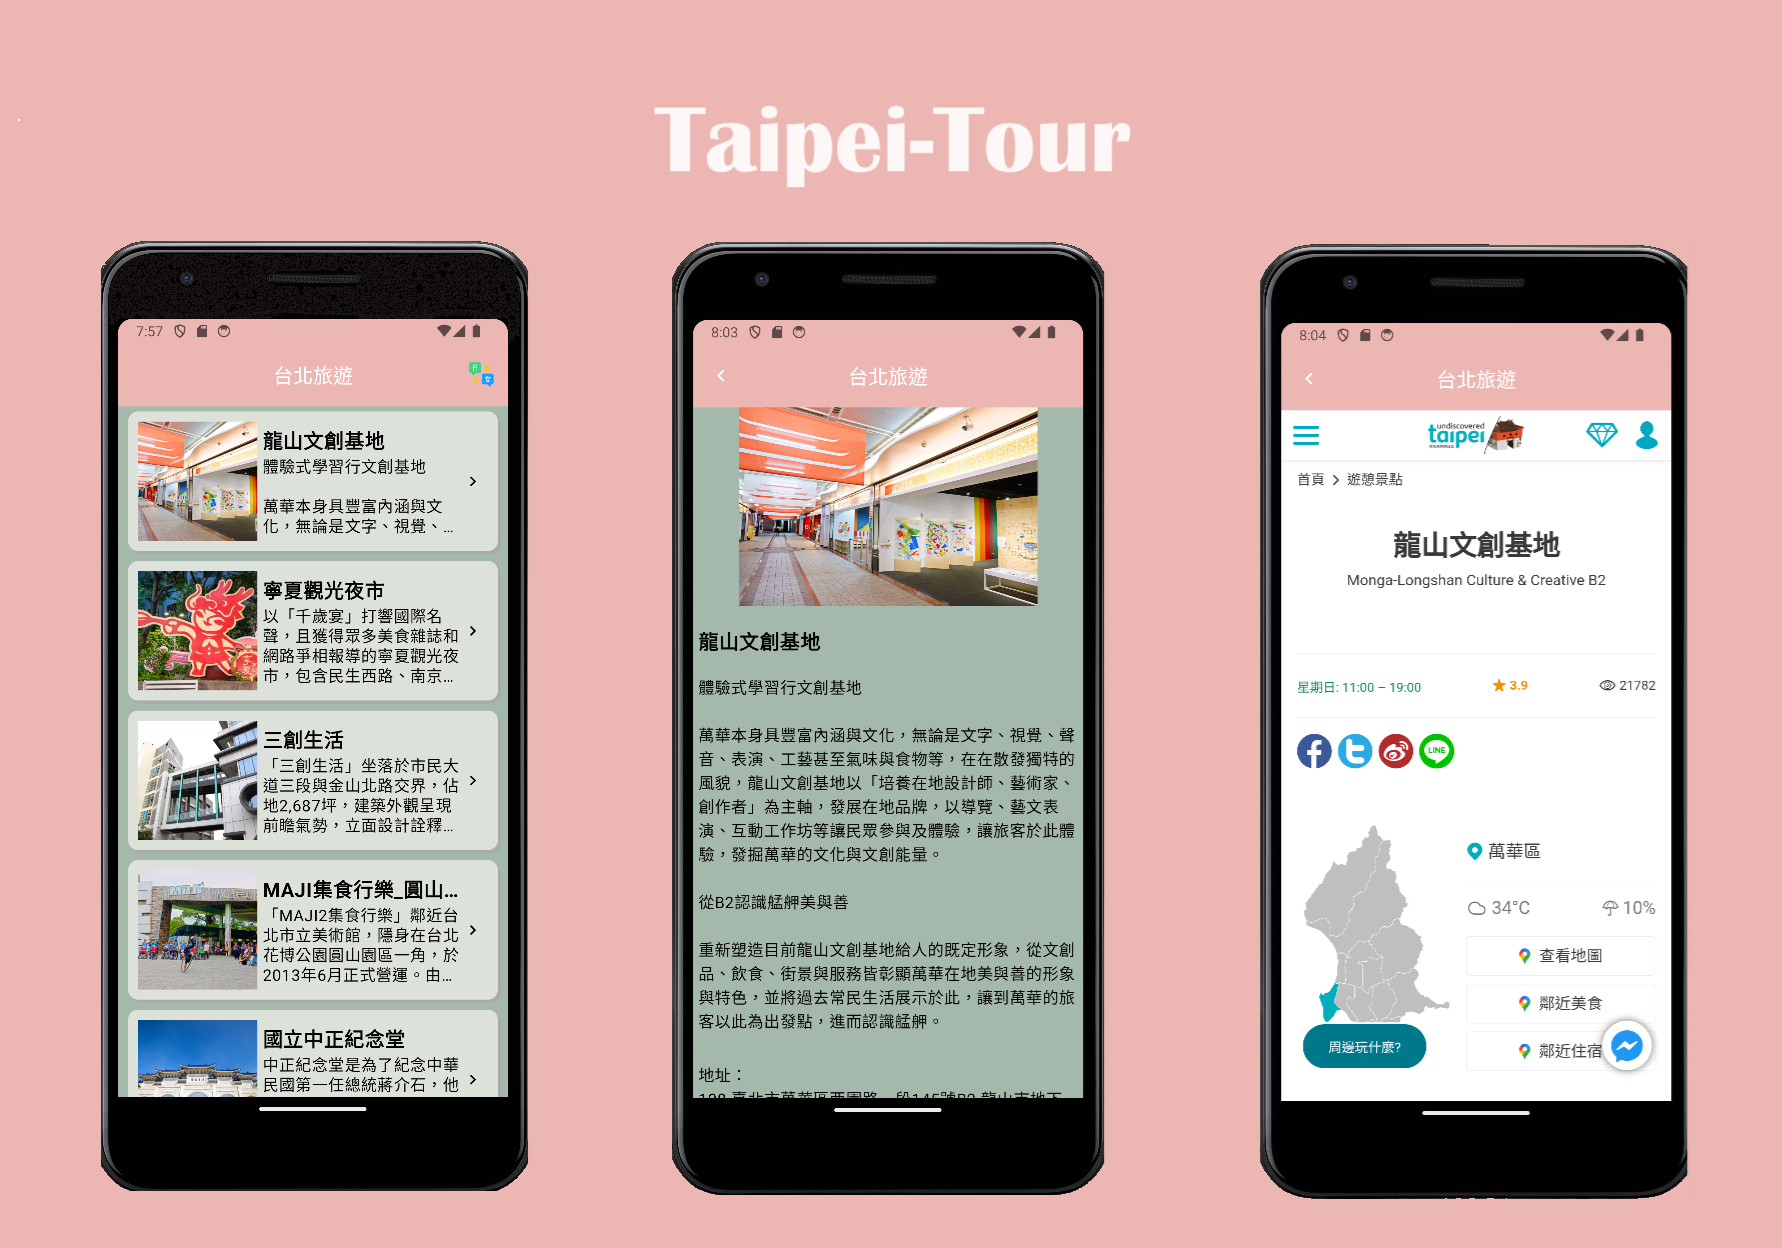 Taipei-Tour
7:57
台北旅遊
龍山文創基地
體驗式學習行文創基地
萬華本身具豐富內涵與文
化，無論是文字、視覺、...
寧夏觀光夜市
以「千歲宴」打響國際名
聲，且獲得眾多美食雜誌和
網路爭相報導的寧夏觀光夜
市，包含民生西路、南京...
三創生活
「三創生活」坐落於市民大
道三段與金山北路交界，佔
地2,687坪，建築外觀呈現
前瞻氣勢，立面設計詮釋...
MAJI集食行樂_圓山...
「MAJI2集食行樂」鄰近台
北市立美術館，隱身在台北
花博公園圓山園區一角，於
2013年6月正式營運。由...
國立中正紀念堂
中正紀念堂是為了紀念中華
民國第一任總統蔣介石，他
8:03
台北旅遊
龍山文創基地
體驗式學習行文創基地
萬華本身具豐富內涵與文化，無論是文字、視覺、聲
音、表演、工藝甚至氣味與食物等，在在散發獨特的
風貌，龍山文創基地以「培養在地設計師、藝術家、
創作者」為主軸，發展在地品牌，以導覽、藝文表
演、互動工作坊等讓民眾參與及體驗，讓旅客於此體
驗，發掘萬華的文化與文創能量。
從B2認識艋舺美與善
重新塑造目前龍山文創基地給人的既定形象，從文創
品、飲食、街景與服務皆彰顯萬華在地美與善的形象
與特色，並將過去常民生活展示於此，讓到萬華的旅
客以此為出發點，進而認識艋舺。
地址：
108 臺北市萬華區西園路一段145號B2 龍山市地下
8:04
台北旅遊
undiscovered
taipei
首頁 > 遊憩景點
龍山文創基地
Monga-Longshan Culture & Creative B2
星期日: 11:00 – 19:00 3.9 21782
LINE
萬華區
34°C 10%
查看地圖
鄰近美食
鄰近住宿
周邊玩什麼?